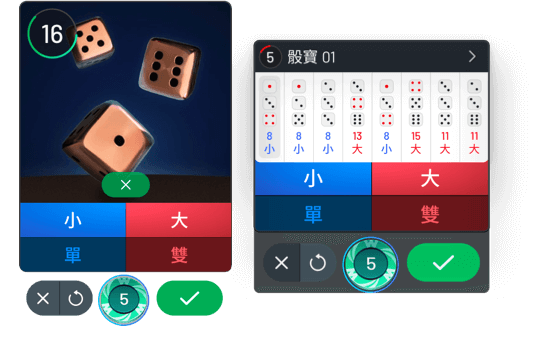 16
小 大
單 雙
5
5 骰寶 01
8 8 8 13 8 15 11 11
小 小 小 大 小 大 大 大
小 大
單 雙
5